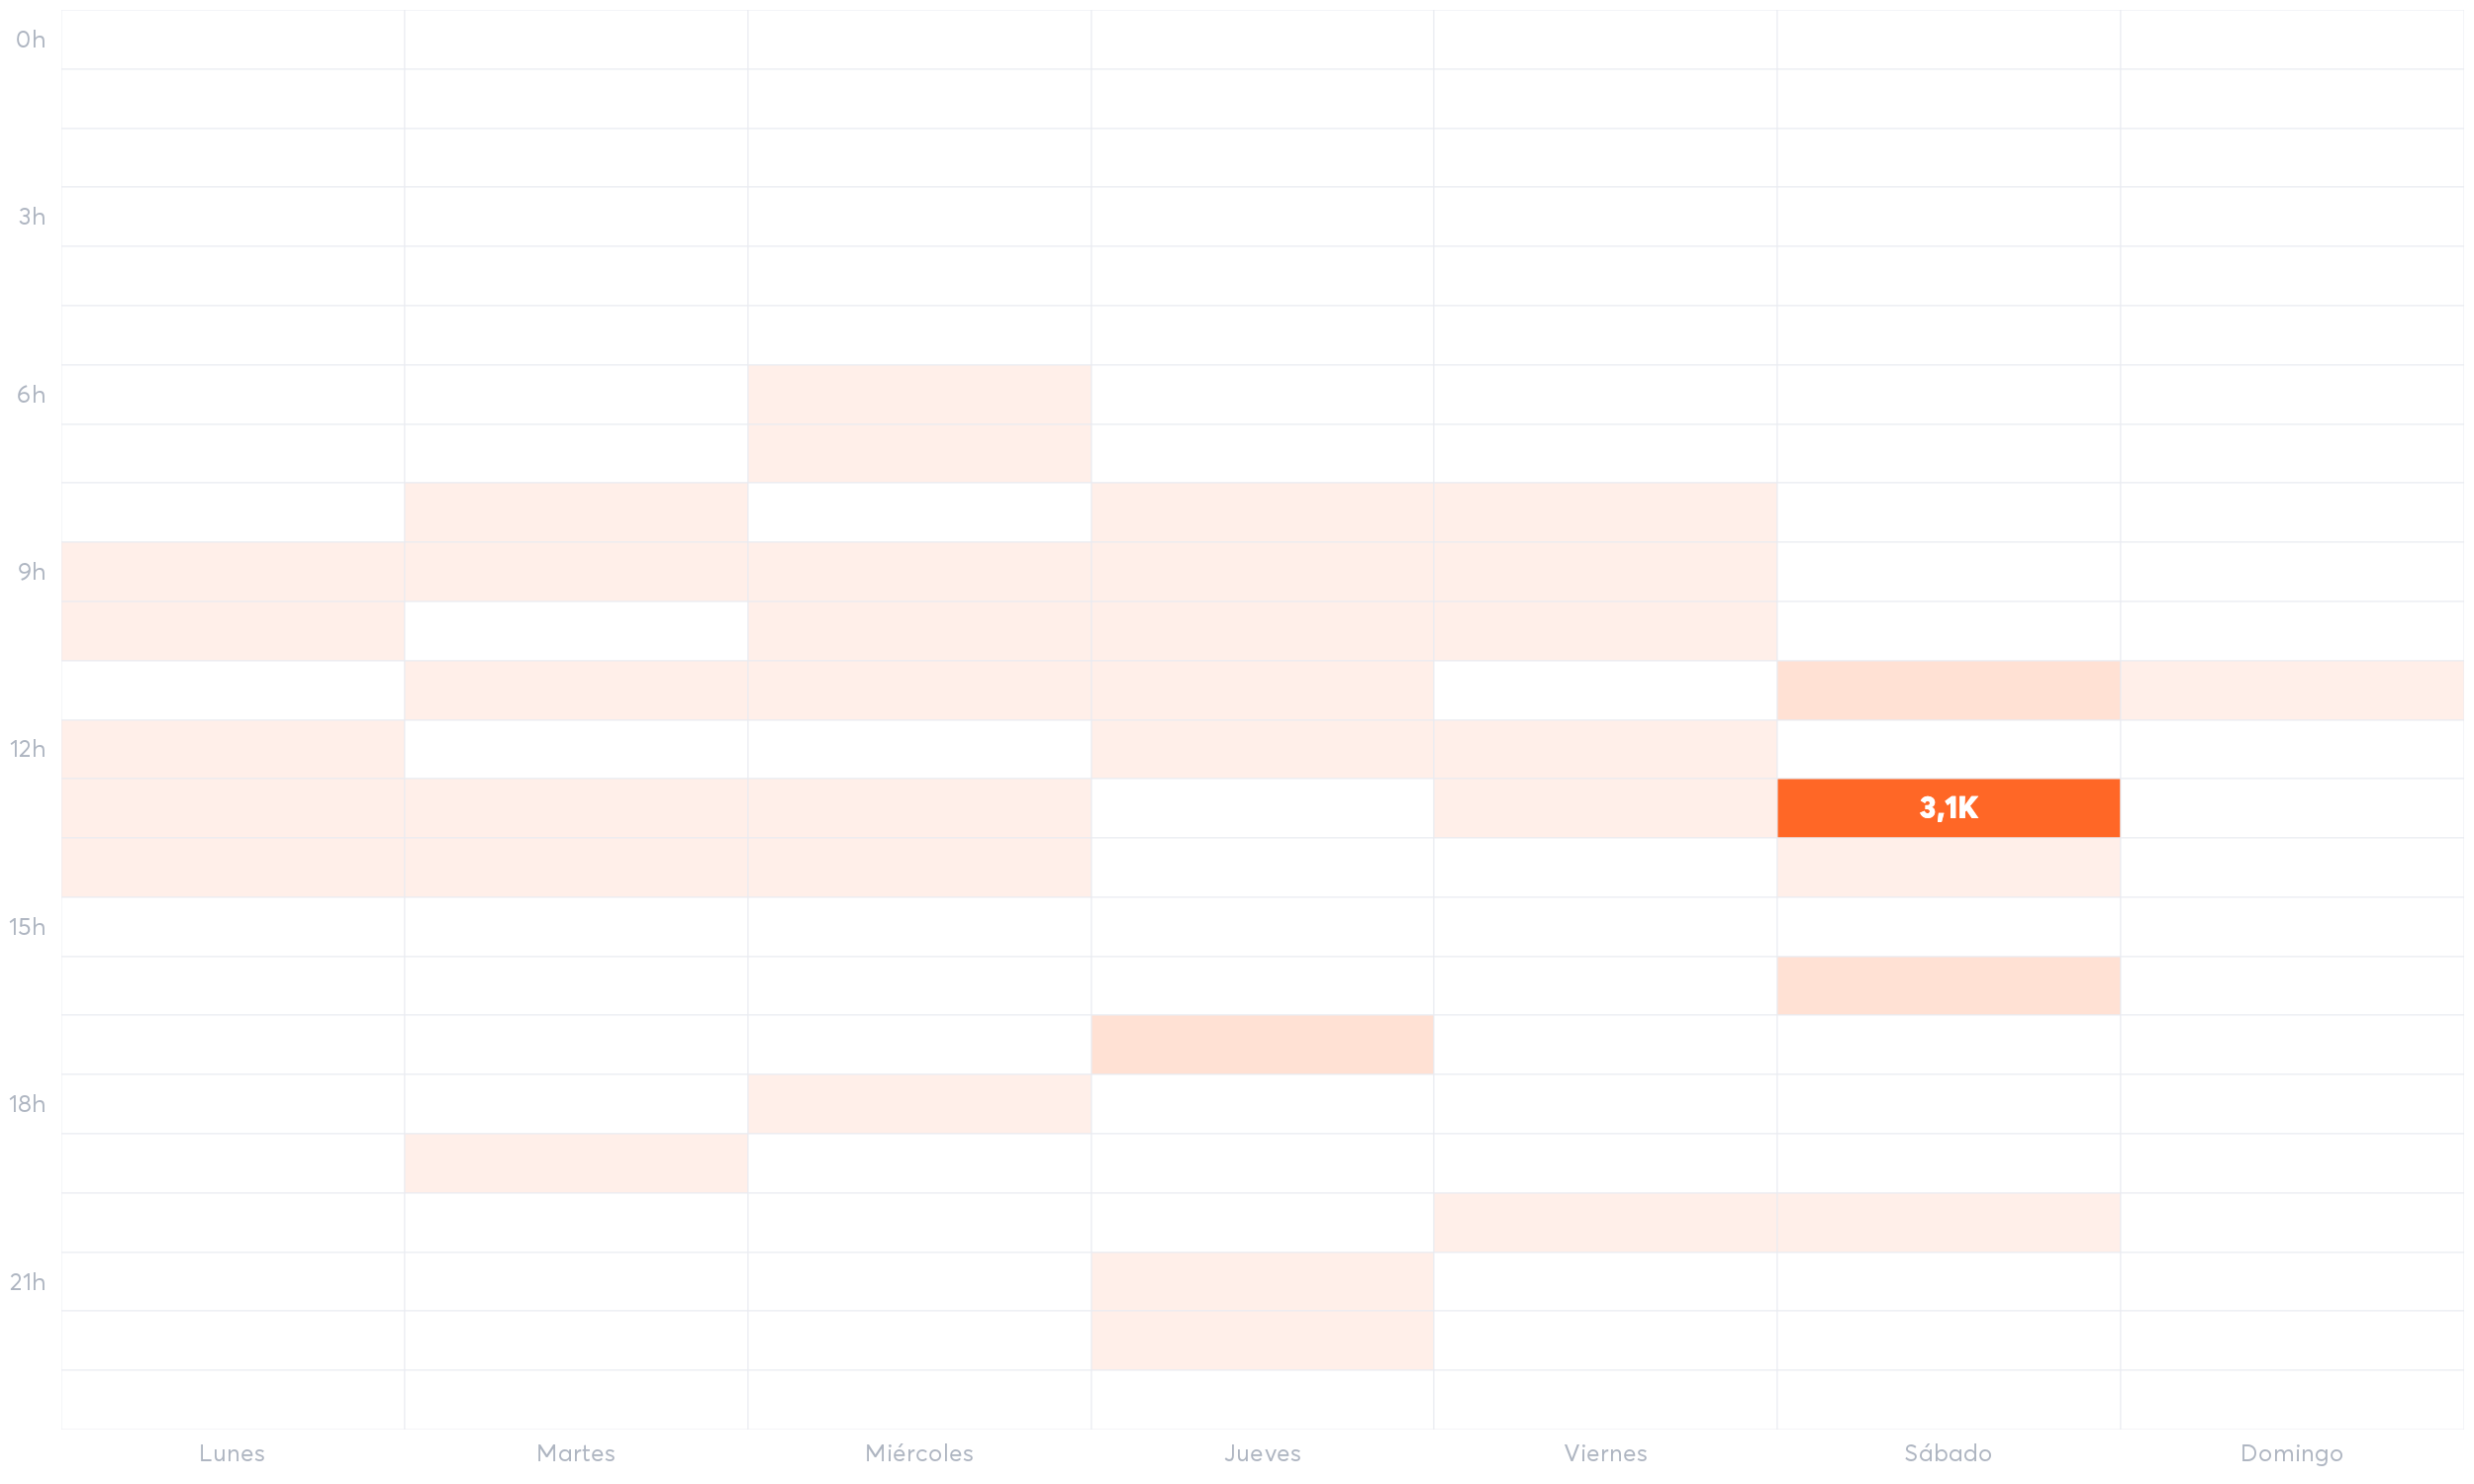 0h
3h
6h
9h
12h
3,1K
15h
18h
21h
Lunes Martes Miércoles Jueves Viernes Sábado Domingo